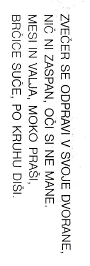 ZVEČER SE ODPRAVI V SVOJE DVORANE,
NIČ NI ZASPAN, OČI SI NE MANE.
MESI IN VALJA, MOKO PRAŠI,
BRČICE SUČE, PO KRUHU DIŠI.